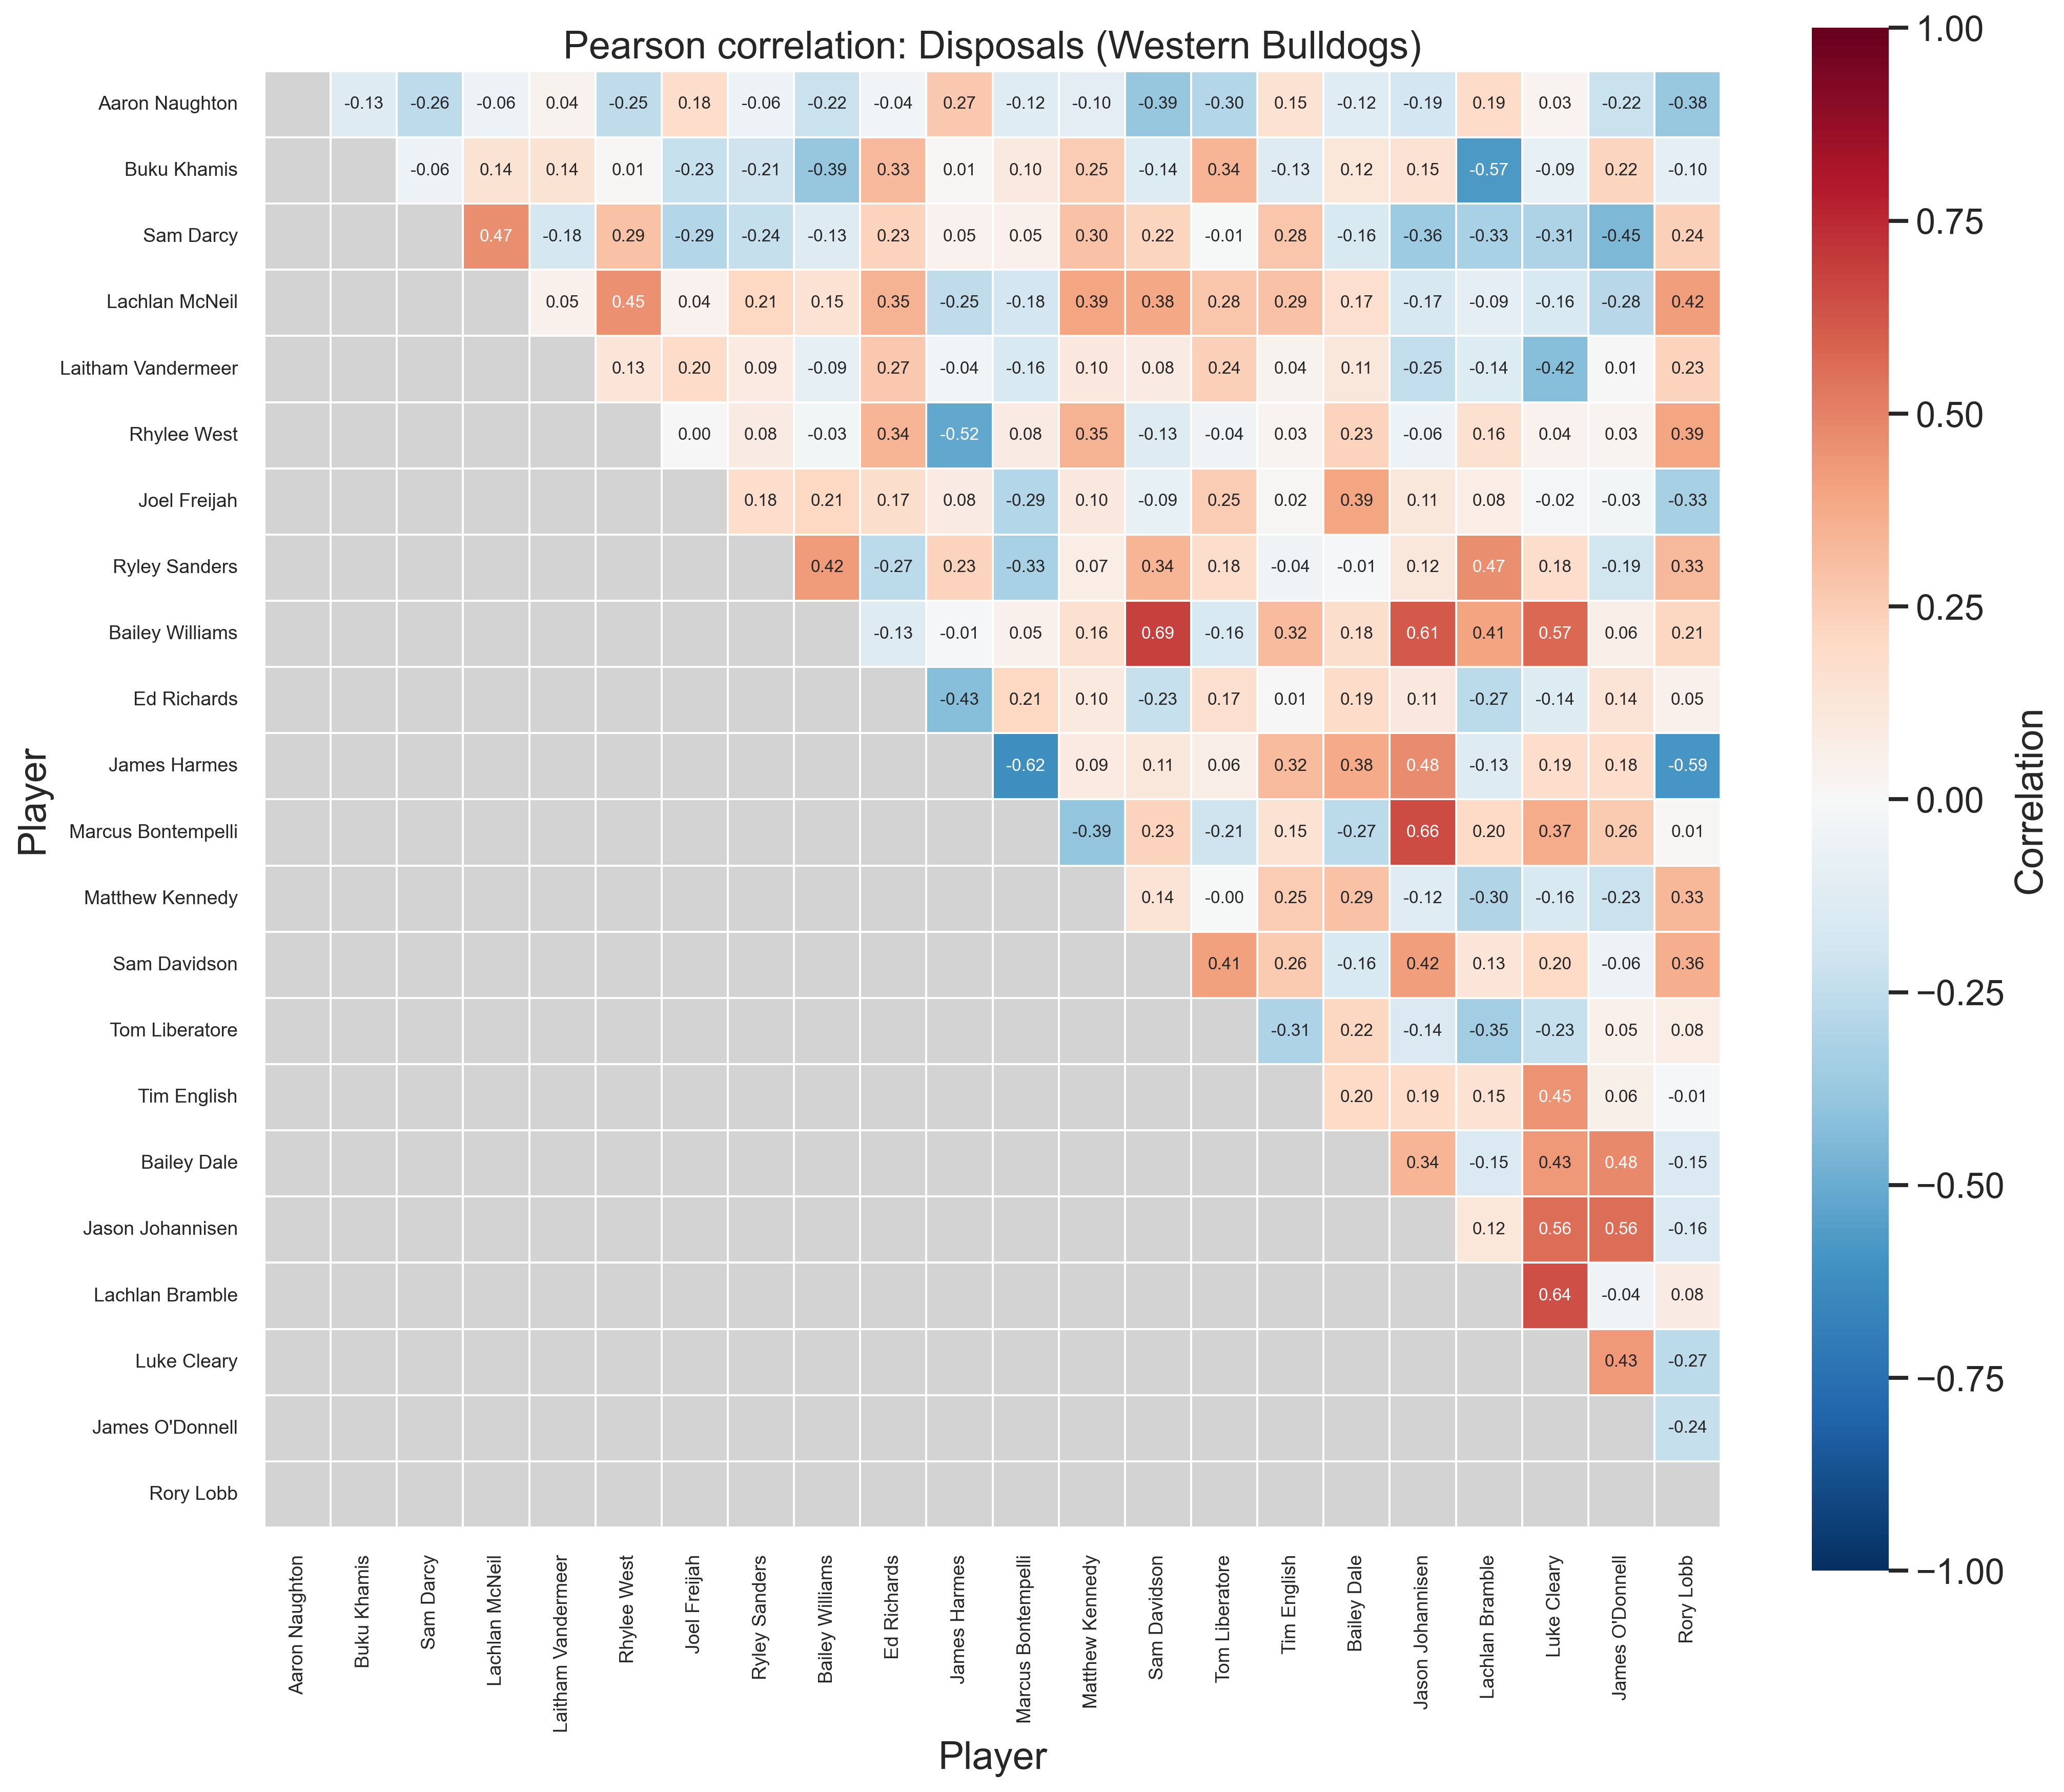 Pearson correlation: Disposals (Western Bulldogs)
Aaron Naughton -0.13 -0.26 -0.06 0.04 -0.25 0.18 -0.06 -0.22 -0.04 0.27 -0.12 -0.10 -0.39 -0.30 0.15 -0.12 -0.19 0.19 0.03 -0.22 -0.38
Buku Khamis -0.06 0.14 0.14 0.01 -0.23 -0.21 -0.39 0.33 0.01 0.10 0.25 -0.14 0.34 -0.13 0.12 0.15 -0.57 -0.09 0.22 -0.10
Sam Darcy 0.47 -0.18 0.29 -0.29 -0.24 -0.13 0.23 0.05 0.05 0.30 0.22 -0.01 0.28 -0.16 -0.36 -0.33 -0.31 -0.45 0.24
Lachlan McNeil 0.05 0.45 0.04 0.21 0.15 0.35 -0.25 -0.18 0.39 0.38 0.28 0.29 0.17 -0.17 -0.09 -0.16 -0.28 0.42
Laitham Vandermeer 0.13 0.20 0.09 -0.09 0.27 -0.04 -0.16 0.10 0.08 0.24 0.04 0.11 -0.25 -0.14 -0.42 0.01 0.23
Rhylee West 0.00 0.08 -0.03 0.34 -0.52 0.08 0.35 -0.13 -0.04 0.03 0.23 -0.06 0.16 0.04 0.03 0.39
Joel Freijah 0.18 0.21 0.17 0.08 -0.29 0.10 -0.09 0.25 0.02 0.39 0.11 0.08 -0.02 -0.03 -0.33
Ryley Sanders 0.42 -0.27 0.23 -0.33 0.07 0.34 0.18 -0.04 -0.01 0.12 0.47 0.18 -0.19 0.33
Bailey Williams -0.13 -0.01 0.05 0.16 0.69 -0.16 0.32 0.18 0.61 0.41 0.57 0.06 0.21
Ed Richards -0.43 0.21 0.10 -0.23 0.17 0.01 0.19 0.11 -0.27 -0.14 0.14 0.05
James Harmes -0.62 0.09 0.11 0.06 0.32 0.38 0.48 -0.13 0.19 0.18 -0.59
Marcus Bontempelli -0.39 0.23 -0.21 0.15 -0.27 0.66 0.20 0.37 0.26 0.01
Matthew Kennedy 0.14 -0.00 0.25 0.29 -0.12 -0.30 -0.16 -0.23 0.33
Sam Davidson 0.41 0.26 -0.16 0.42 0.13 0.20 -0.06 0.36
Tom Liberatore -0.31 0.22 -0.14 -0.35 -0.23 0.05 0.08
Tim English 0.20 0.19 0.15 0.45 0.06 -0.01
Bailey Dale 0.34 -0.15 0.43 0.48 -0.15
Jason Johannisen 0.12 0.56 0.56 -0.16
Lachlan Bramble 0.64 -0.04 0.08
Luke Cleary 0.43 -0.27
James O'Donnell -0.24
Rory Lobb
Player
Aaron Naughton
Buku Khamis
Sam Darcy
Lachlan McNeil
Laitham Vandermeer
Rhylee West
Joel Freijah
Ryley Sanders
Bailey Williams
Ed Richards
James Harmes
Marcus Bontempelli
Matthew Kennedy
Sam Davidson
Tom Liberatore
Tim English
Bailey Dale
Jason Johannisen
Lachlan Bramble
Luke Cleary
James O'Donnell
Rory Lobb
Player
1.00
0.75
0.50
0.25
0.00
−0.25
−0.50
−0.75
−1.00
Correlation